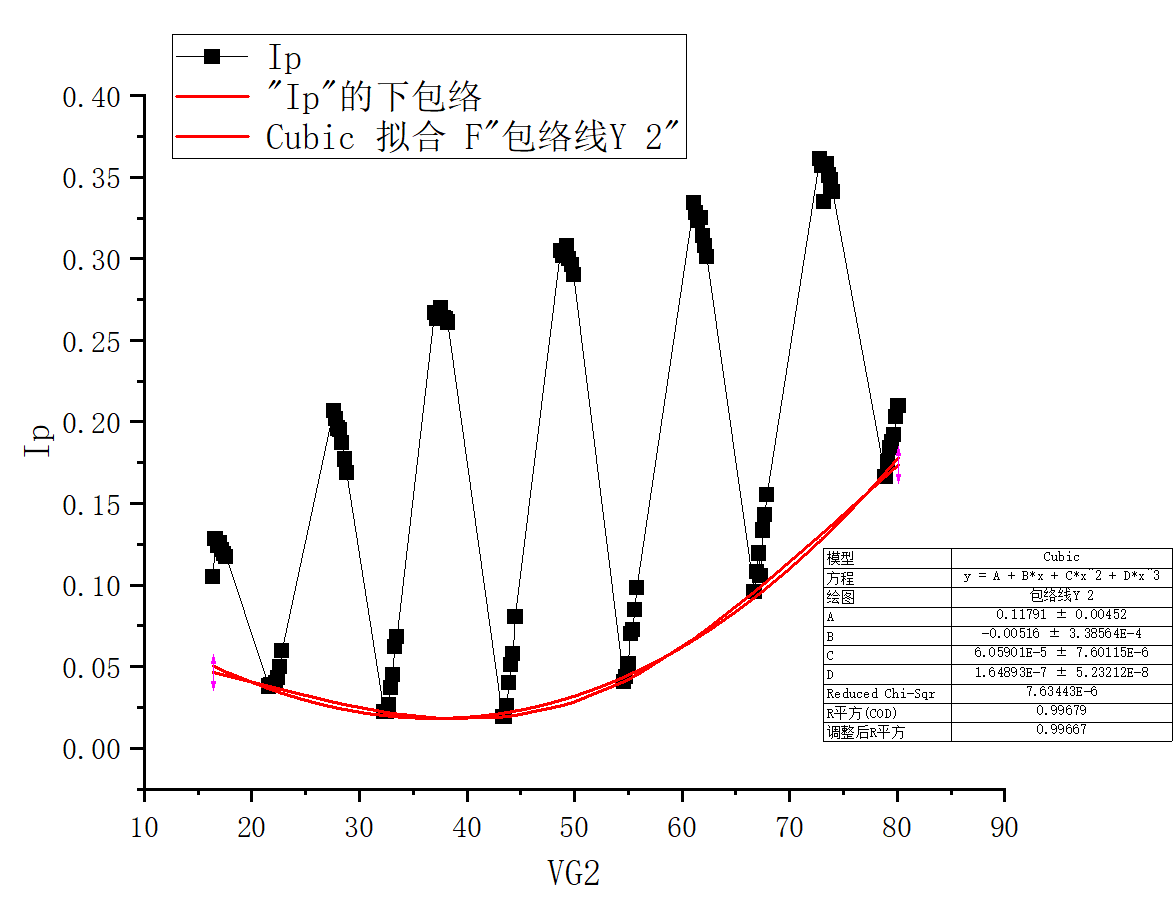 Ip
"Ip"的下包络
Cubic 拟合 F"包络线Y 2"
0.40
0.35
0.30
0.25
0.20
0.15
0.10
0.05
0.00
Ip
10 20 30 40 50 60 70 80 90
VG2
模型 Cubic
方程 y = A + B*x + C*x^2 + D*x^3
绘图 包络线Y 2
A 0.11791 ± 0.00452
B -0.00516 ± 3.38564E-4
C 6.05901E-5 ± 7.60115E-6
D 1.64893E-7 ± 5.23212E-8
Reduced Chi-Sqr 7.63443E-6
R平方(COD) 0.99679
调整后R平方 0.99667